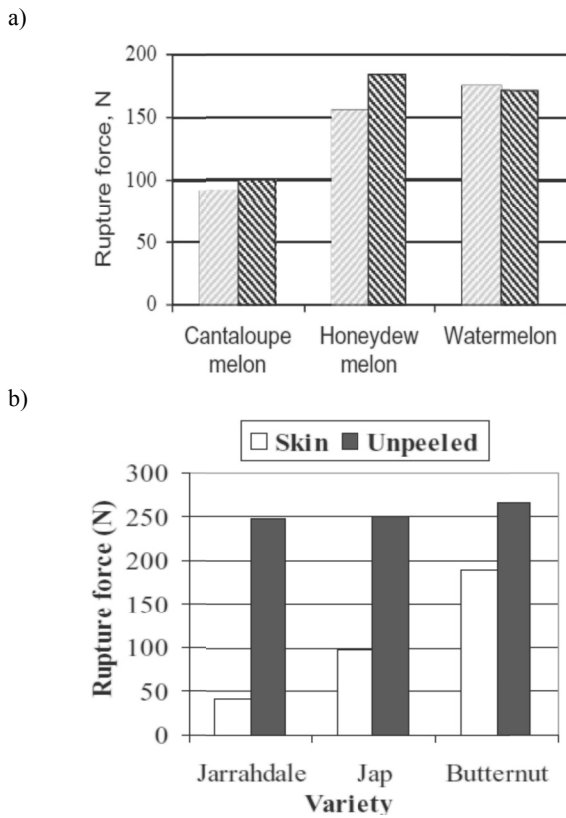 a)
Rupture force, N
200
150
100
50
0
Cantaloupe melon
Honeydew melon
Watermelon
b)
Skin Unpeeled
Rupture force (N)
300
250
200
150
100
50
0
Jarrahdale Jap Butternut
Variety